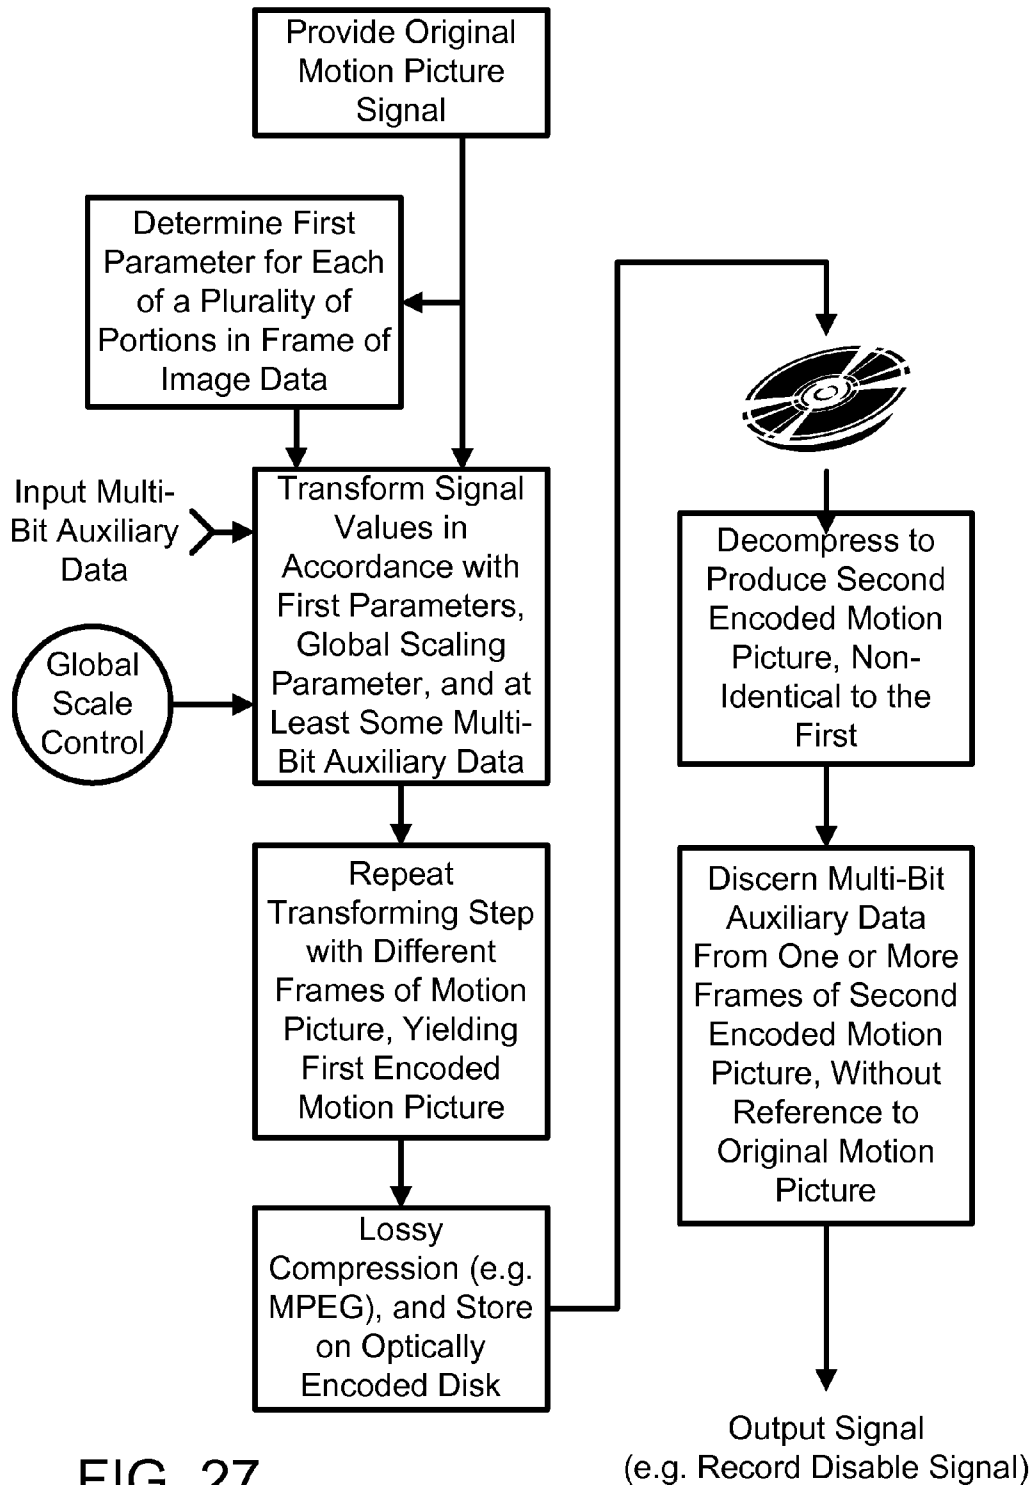 Provide Original
Motion Picture
Signal
Determine First
Parameter for Each
of a Plurality of
Portions in Frame of
Image Data
Input Multi-
Bit Auxiliary
Data
Global
Scale
Control
Transform Signal
Values in
Accordance with
First Parameters,
Global Scaling
Parameter, and at
Least Some Multi-
Bit Auxiliary Data
Repeat
Transforming Step
with Different
Frames of Motion
Picture, Yielding
First Encoded
Motion Picture
Lossy
Compression (e.g.
MPEG), and Store
on Optically
Encoded Disk
Decompress to
Produce Second
Encoded Motion
Picture, Non-
Identical to the
First
Discern Multi-Bit
Auxiliary Data
From One or More
Frames of Second
Encoded Motion
Picture, Without
Reference to
Original Motion
Picture
Output Signal
(e.g. Record Disable Signal)
FIG. 27